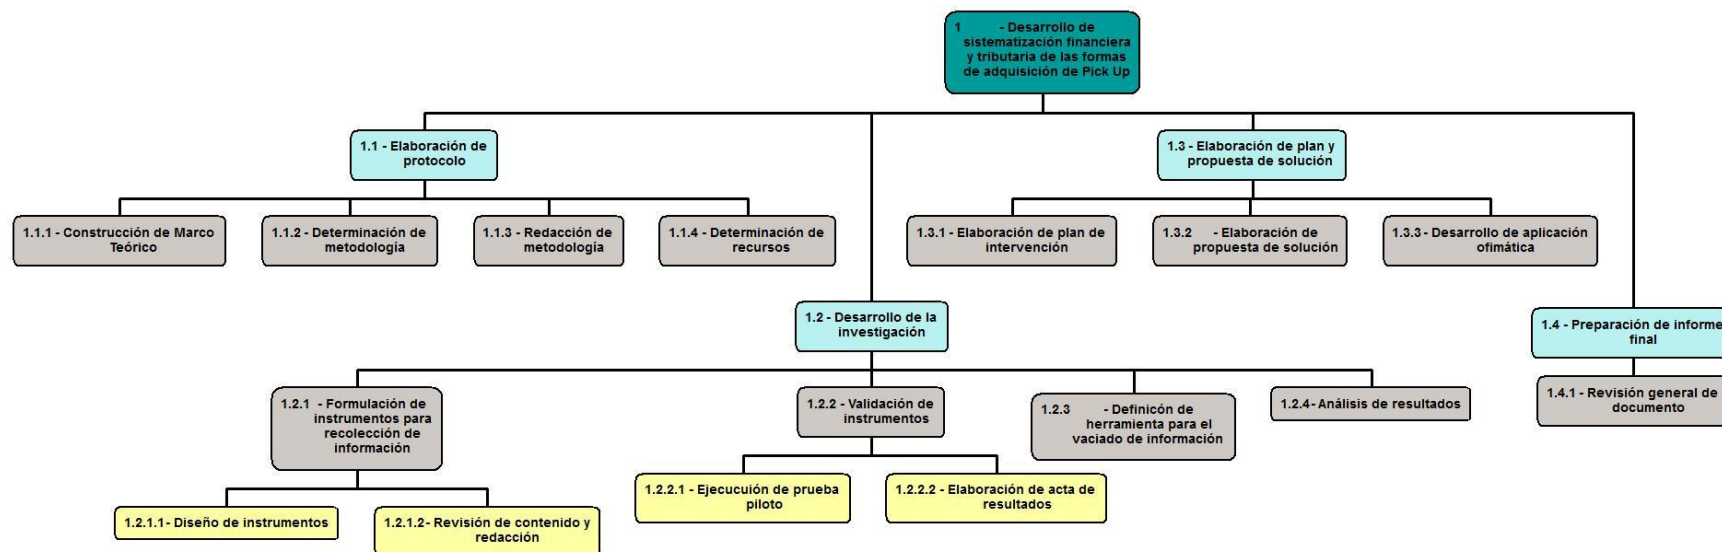 1 - Desarrollo de
sistematización financiera
y tributaria de las formas
de adquisición de Pick Up
1.1 - Elaboración de
protocolo
1.3 - Elaboración de plan y
propuesta de solución
1.1.1 - Construcción de Marco
Teórico
1.1.2 - Determinación de
metodología
1.1.3 - Redacción de
metodología
1.1.4 - Determinación de
recursos
1.3.1 - Elaboración de plan de
intervención
1.3.2 - Elaboración de
propuesta de solución
1.3.3 - Desarrollo de aplicación
ofimática
1.2 - Desarrollo de la
investigación
1.4 - Preparación de informe
final
1.2.1 - Formulación de
instrumentos para
recolección de
información
1.2.2 - Validación de
instrumentos
1.2.3 - Definicón de
herramienta para el
vaciado de información
1.2.4 - Análisis de resultados
1.4.1 - Revisión general de
documento
1.2.1.1 - Diseño de instrumentos
1.2.1.2 - Revisión de contenido y
redacción
1.2.2.1 - Ejecucuión de prueba
piloto
1.2.2.2 - Elaboración de acta de
resultados